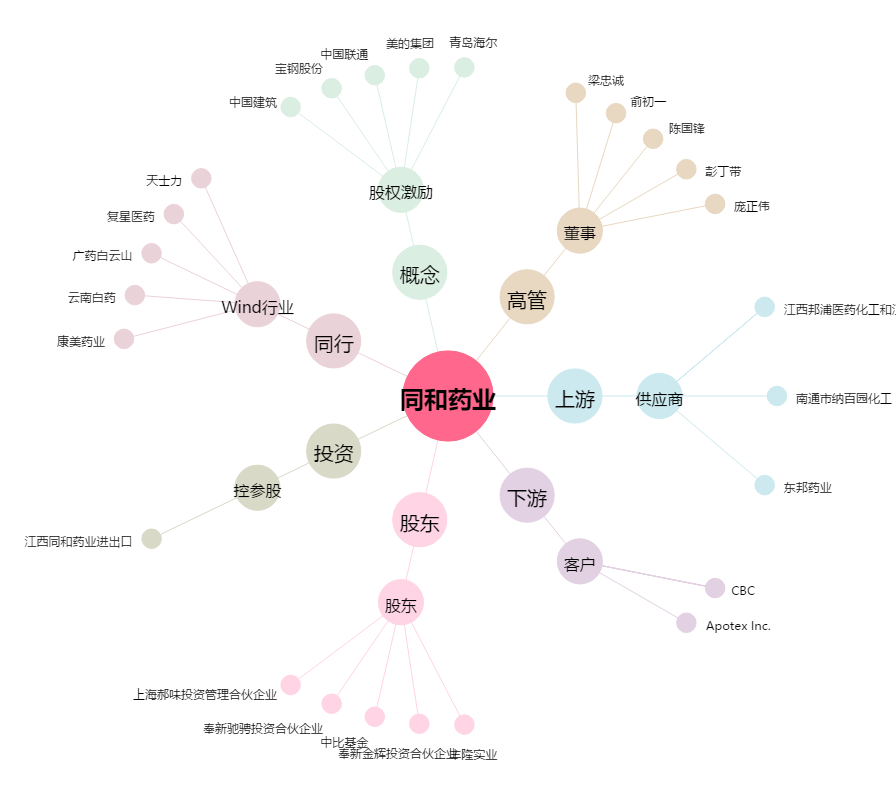 青岛海尔
美的集团
中国联通
宝钢股份
中国建筑
股权激励
概念
梁忠诚
俞初一
陈国锋
彭丁带
庞正伟
董事
高管
天士力
复星医药
广药白云山
云南白药
康美药业
Wind行业
同行
同和药业
上游
供应商
江西邦浦医药化工和江
南通市纳百园化工
东邦药业
投资
控参股
江西同和药业进出口
下游
客户
CBC
Apotex Inc.
股东
股东
上海郝味投资管理合伙企业
奉新驰骋投资合伙企业
中比基金
奉新金辉投资合伙企业
丰隆实业